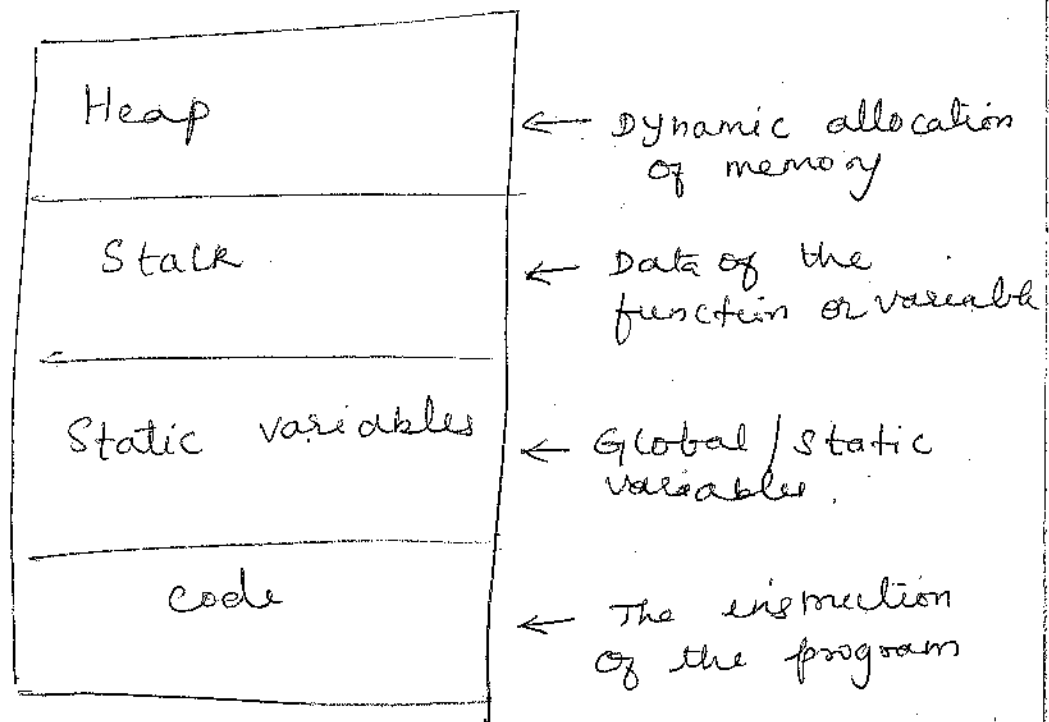 Heap
← Dynamic allocation
of memory
Stack
← Data of the
function or variable
Static variables
← Global/static
variables.
code
← The instruction
of the program